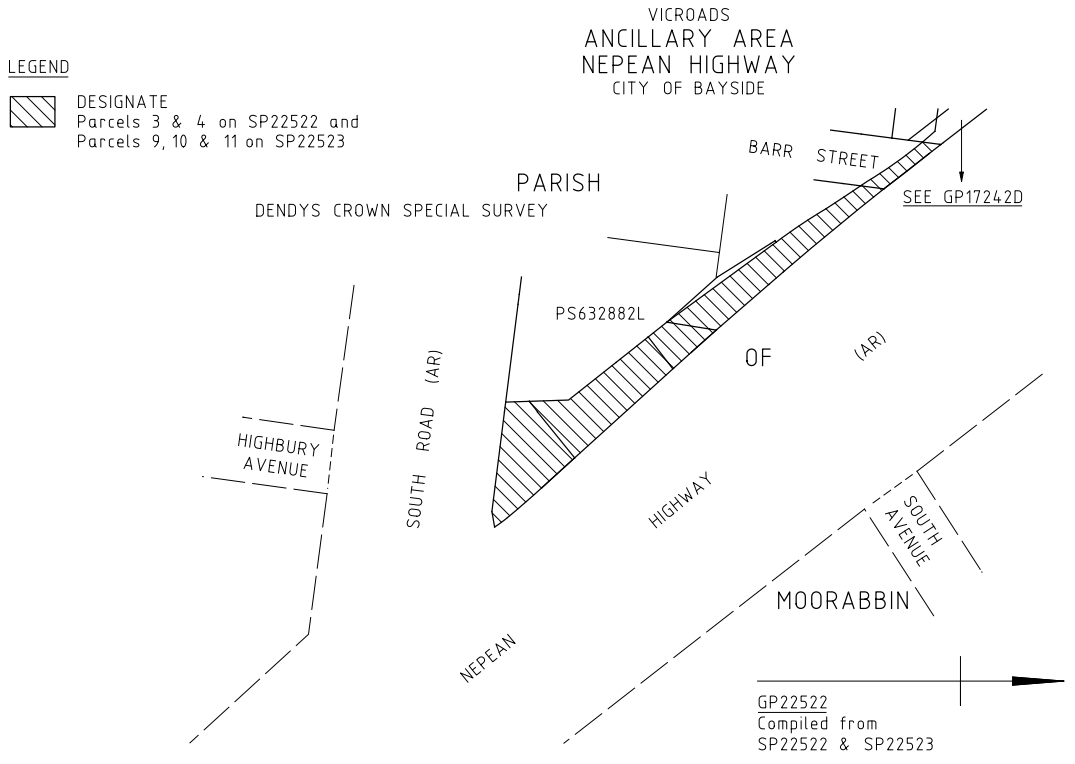 VICROADS
ANCILLARY AREA
NEPEAN HIGHWAY
CITY OF BAYSIDE
LEGEND
DESIGNATE
Parcels 3 & 4 on SP22522 and
Parcels 9, 10 & 11 on SP22523
BARR STREET
SEE GP17242D
PARISH
DENDYS CROWN SPECIAL SURVEY
PS632882L
OF
(AR)
SOUTH ROAD (AR)
HIGHBURY
AVENUE
HIGHWAY
SOUTH
AVENUE
MOORABBIN
NEPEAN
GP22522
Compiled from
SP22522 & SP22523